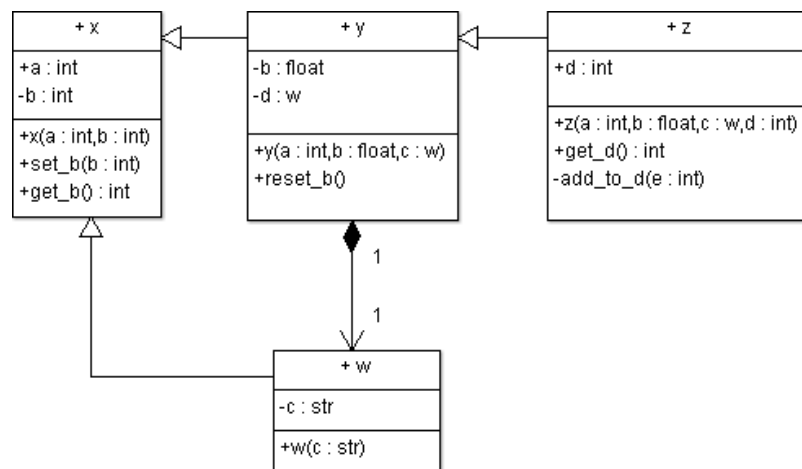 + x
+a : int
-b : int
+x(a : int,b : int)
+set_b(b : int)
+get_b() : int
+ y
-b : float
-d : w
+y(a : int,b : float,c : w)
+reset_b()
+ z
+d : int
+z(a : int,b : float,c : w,d : int)
+get_d() : int
-add_to_d(e : int)
1
1
+ w
-c : str
+w(c : str)